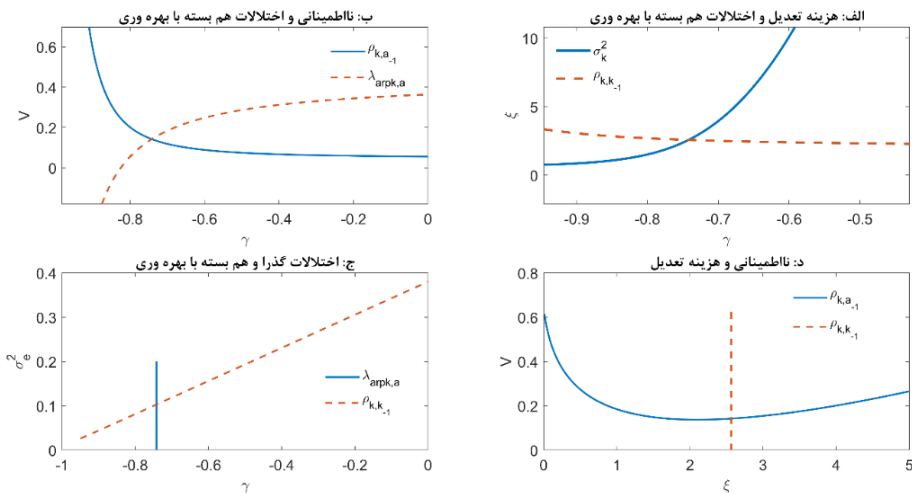 الف: هزینه تعدیل و اختلالات هم بسته با بهره وری
10
5
0
ξ
σ²ₖ
ρₖ,ₖ₋₁
-0.9
-0.8
-0.7
-0.6
-0.5
γ
ب: نااطمینانی و اختلالات هم بسته با بهره وری
0.6
0.4
0.2
0
V
ρₖ,ₐ₋₁
λarpk,a
-0.8
-0.6
-0.4
-0.2
0
γ
ج: اختلالات گذرا و هم بسته با بهره وری
0.4
0.3
0.2
0.1
0
σ²ₑ
λarpk,a
ρₖ,ₖ₋₁
-1
-0.8
-0.6
-0.4
-0.2
0
γ
د: نااطمینانی و هزینه تعدیل
0.8
0.6
0.4
0.2
0
V
ρₖ,ₐ₋₁
ρₖ,ₖ₋₁
0
1
2
3
4
5
ξ